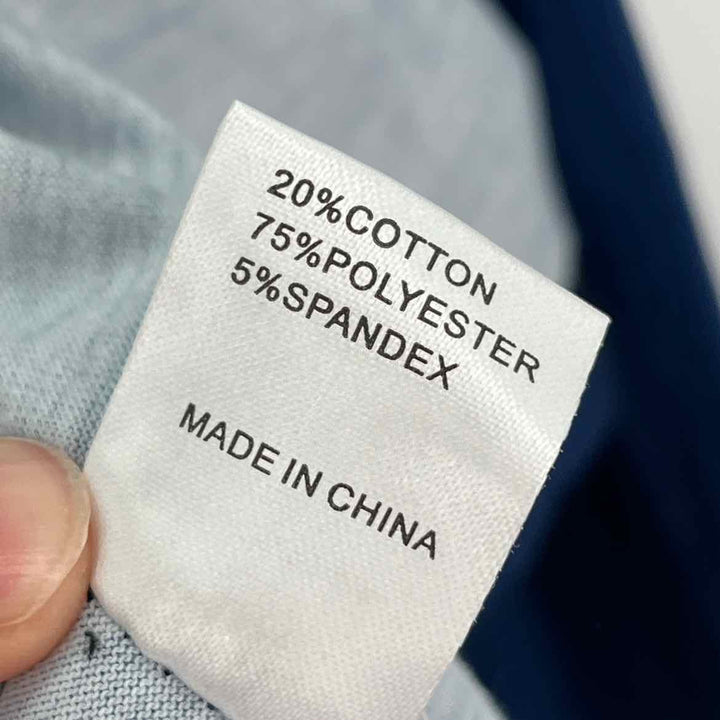 20%COTTON
75%POLYESTER
5%SPANDEX
MADE IN CHINA